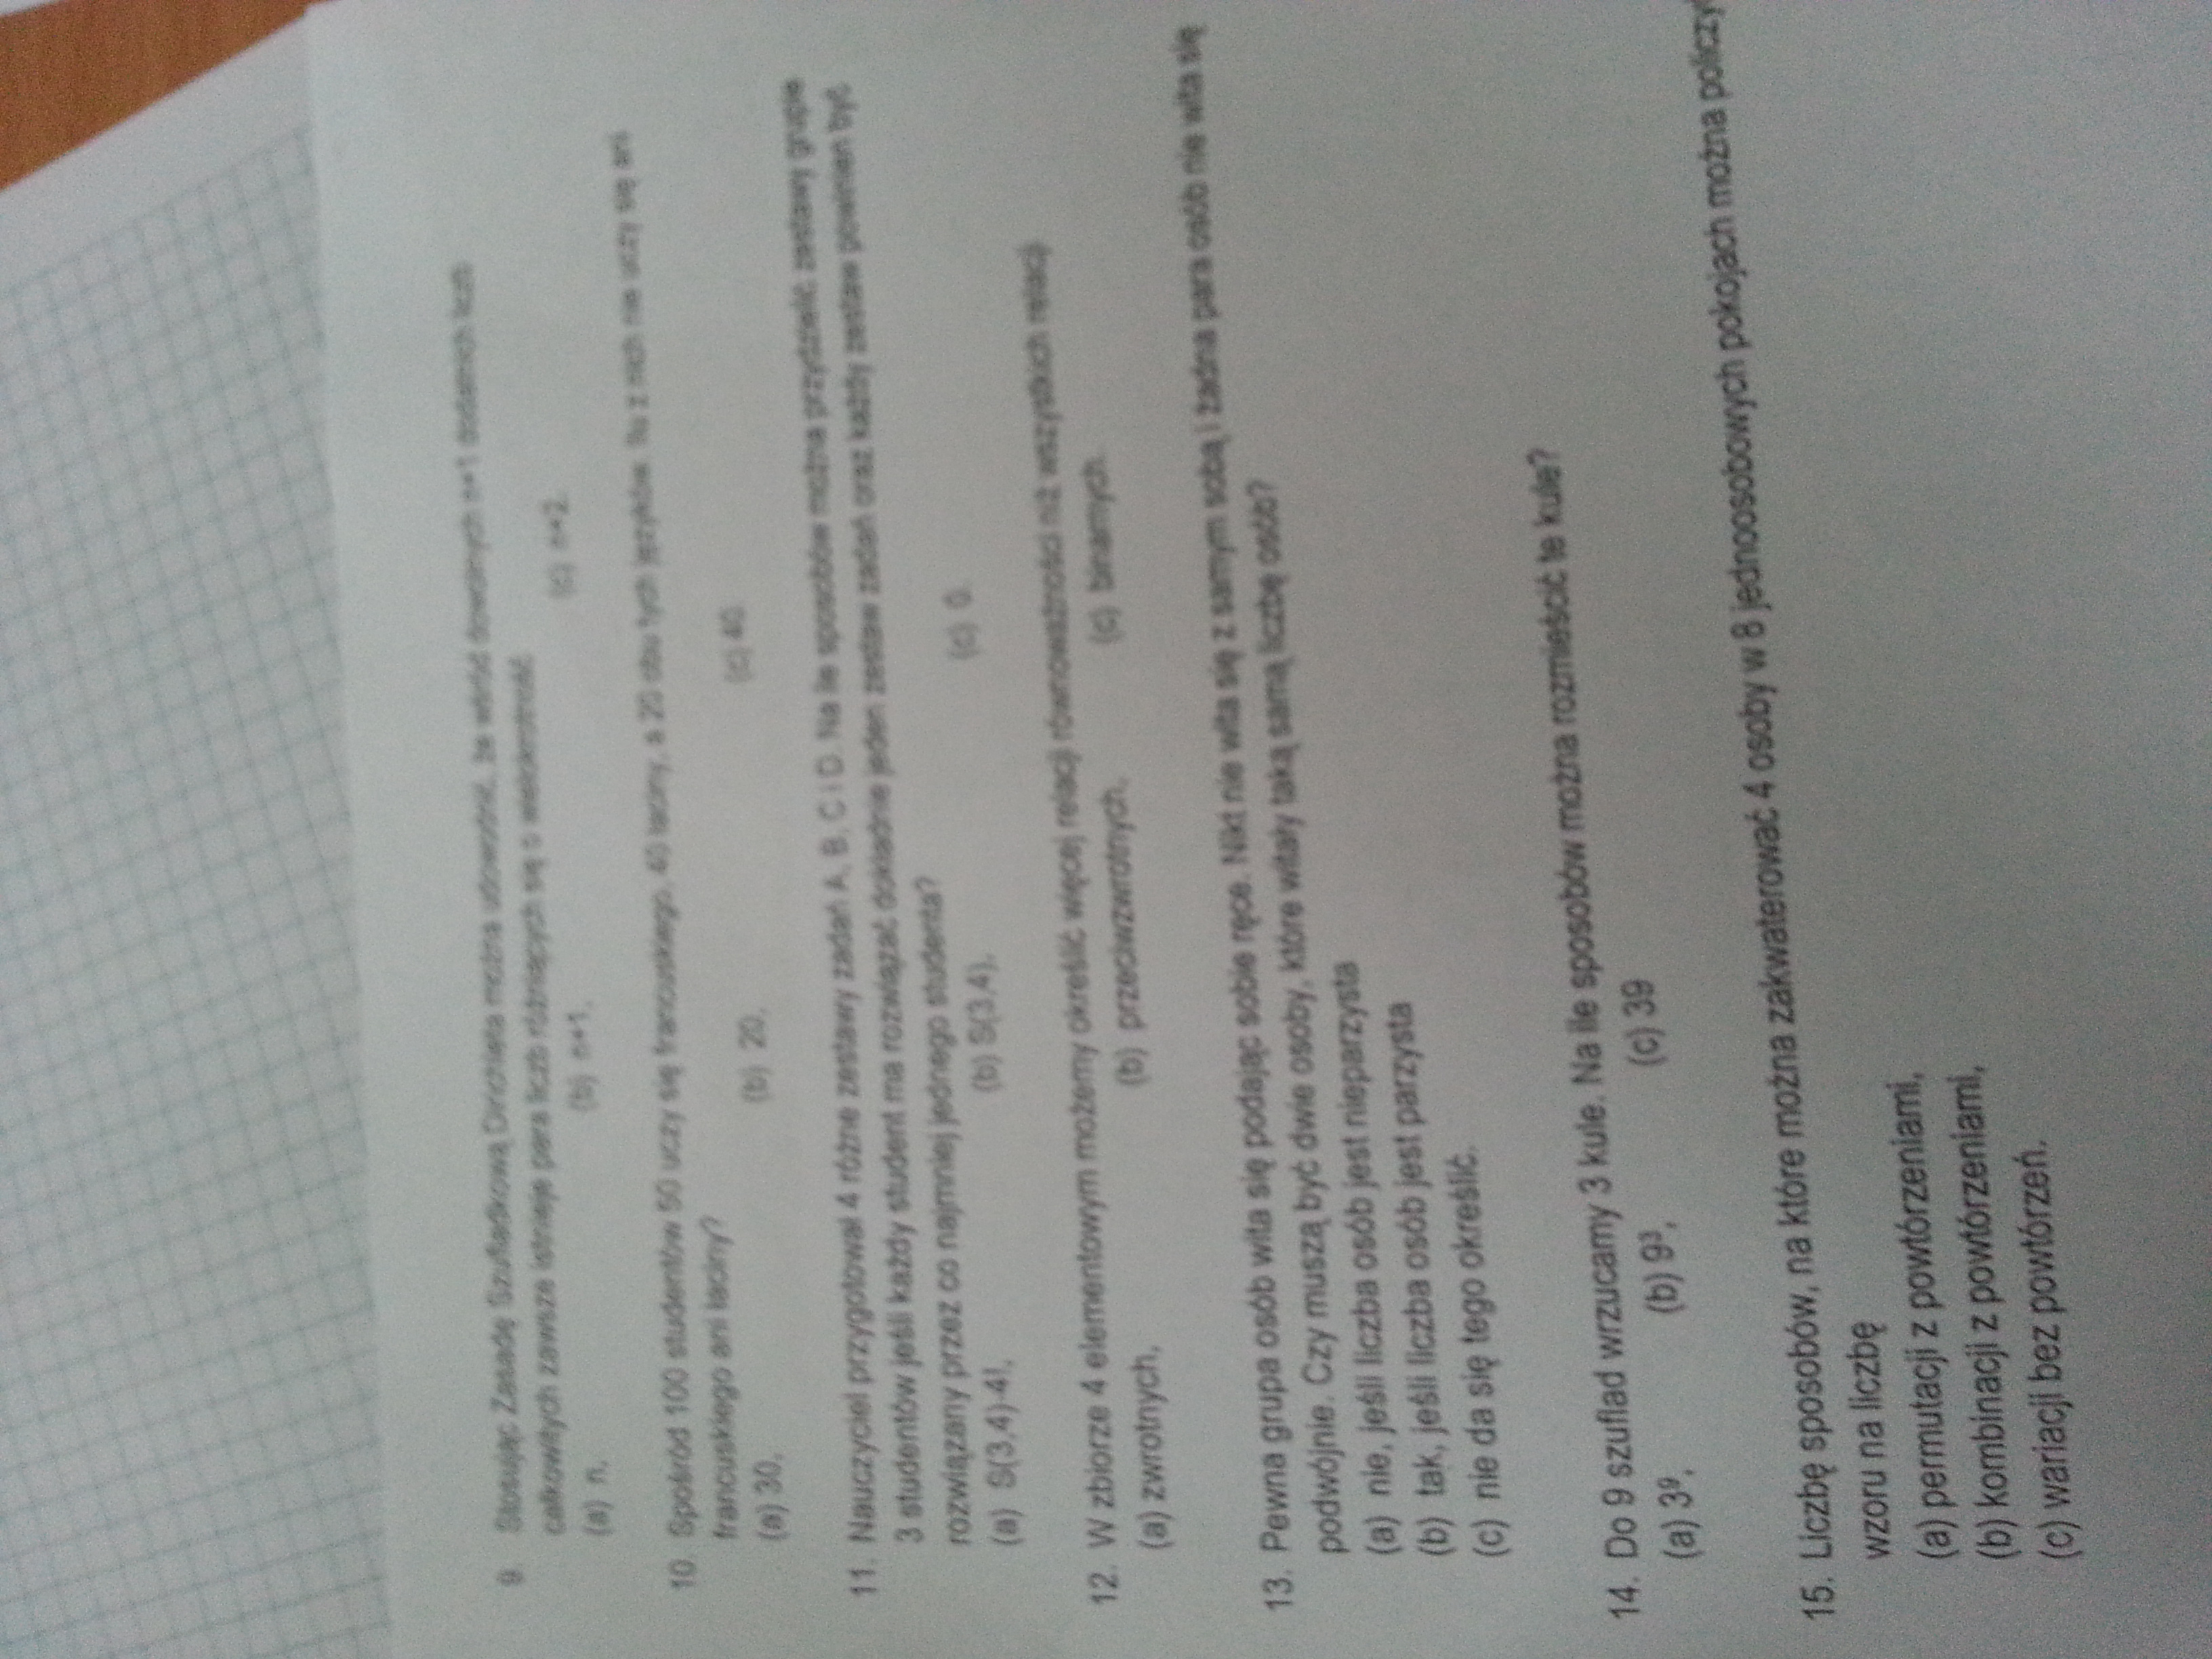 9. Stosując Zasadę Szufladkową Dirichleta można udowodnić, że wśród dowolnych n+1 dodatnich liczb
całkowitych zawsze istnieje para liczb różniących się o wielokrotność
(a) n, (b) n+1, (c) n+2.
10. Spośród 100 studentów 50 uczy się francuskiego, 40 łaciny, a 20 obu tych języków. Ilu z nich nie uczy się ani
francuskiego ani łaciny?
(a) 30, (b) 20, (c) 40.
11. Nauczyciel przygotował 4 różne zestawy zadań A, B, C i D. Na ile sposobów można przydzielić zestawy grupie
3 studentów jeśli każdy student ma rozwiązać dokładnie jeden zestaw zadań oraz każdy zestaw powinien być
rozwiązany przez co najmniej jednego studenta?
(a) S(3,4)·4!, (b) S(3,4), (c) 0.
12. W zbiorze 4 elementowym możemy określić więcej relacji równoważności niż wszystkich relacji
(a) zwrotnych, (b) przeciwzwrotnych, (c) binarnych.
13. Pewna grupa osób wita się podając sobie ręce. Nikt nie wita się z samym sobą i żadna para osób nie wita się
podwójnie. Czy muszą być dwie osoby, które witały taką samą liczbę osób?
(a) nie, jeśli liczba osób jest nieparzysta
(b) tak, jeśli liczba osób jest parzysta
(c) nie da się tego określić.
14. Do 9 szuflad wrzucamy 3 kule. Na ile sposobów można rozmieścić te kule?
(a) 3⁹, (b) 9³, (c) 39
15. Liczbę sposobów, na które można zakwaterować 4 osoby w 8 jednoosobowych pokojach można policzy
wzoru na liczbę
(a) permutacji z powtórzeniami,
(b) kombinacji z powtórzeniami,
(c) wariacji bez powtórzeń.